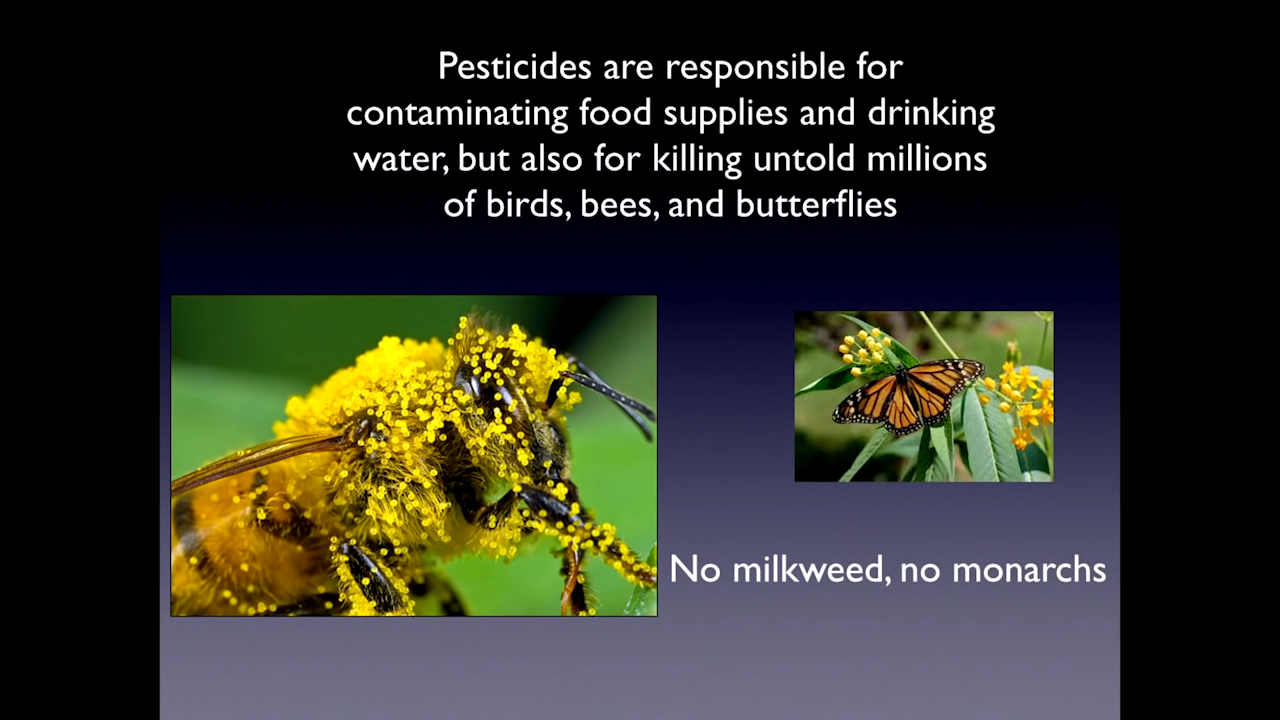 Pesticides are responsible for
contaminating food supplies and drinking
water, but also for killing untold millions
of birds, bees, and butterflies
No milkweed, no monarchs